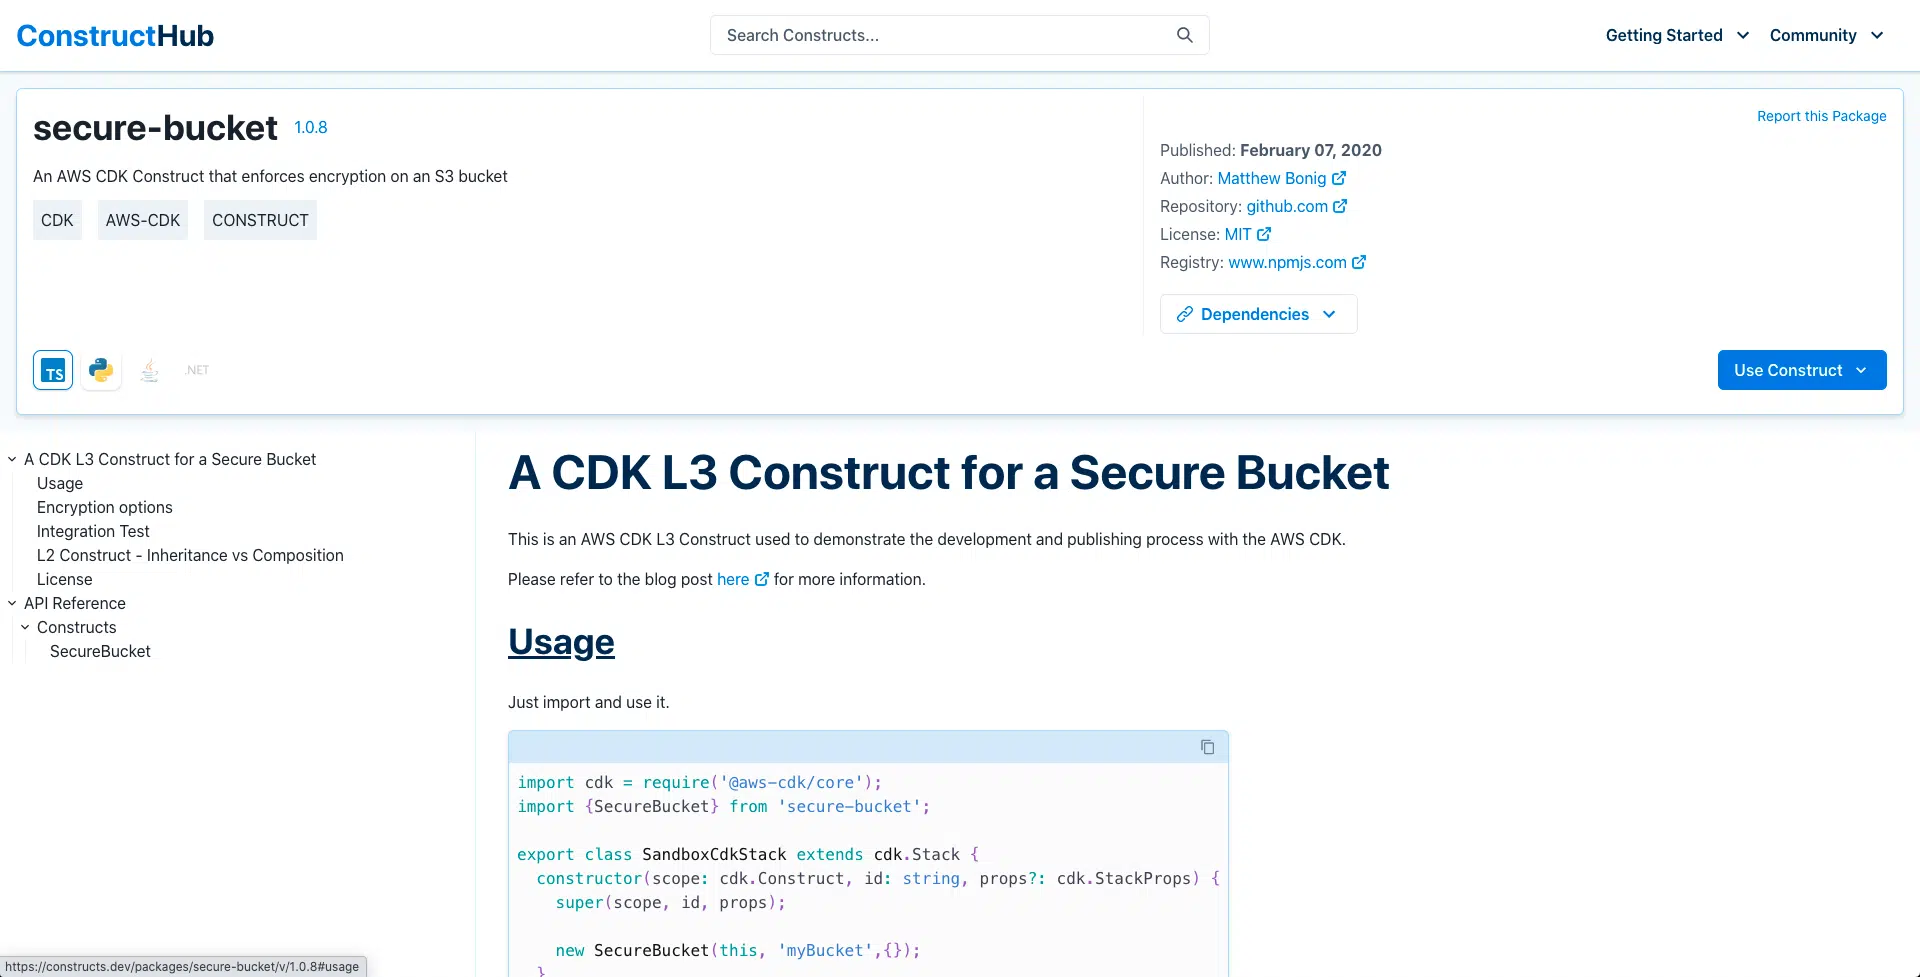 ConstructHub
Search Constructs...
Getting Started
Community
secure-bucket 1.0.8
Report this Package
An AWS CDK Construct that enforces encryption on an S3 bucket
CDK
AWS-CDK
CONSTRUCT
Published: February 07, 2020
Author: Matthew Bonig
Repository: github.com
License: MIT
Registry: www.npmjs.com
Dependencies
TS
.NET
Use Construct
A CDK L3 Construct for a Secure Bucket
Usage
Encryption options
Integration Test
L2 Construct - Inheritance vs Composition
License
API Reference
Constructs
SecureBucket
A CDK L3 Construct for a Secure Bucket
This is an AWS CDK L3 Construct used to demonstrate the development and publishing process with the AWS CDK.
Please refer to the blog post here for more information.
Usage
Just import and use it.
import cdk = require('@aws-cdk/core');
import {SecureBucket} from 'secure-bucket';
export class SandboxCdkStack extends cdk.Stack {
constructor(scope: cdk.Construct, id: string, props?: cdk.StackProps) {
super(scope, id, props);
new SecureBucket(this, 'myBucket',{});
}
https://constructs.dev/packages/secure-bucket/v/1.0.8#usage